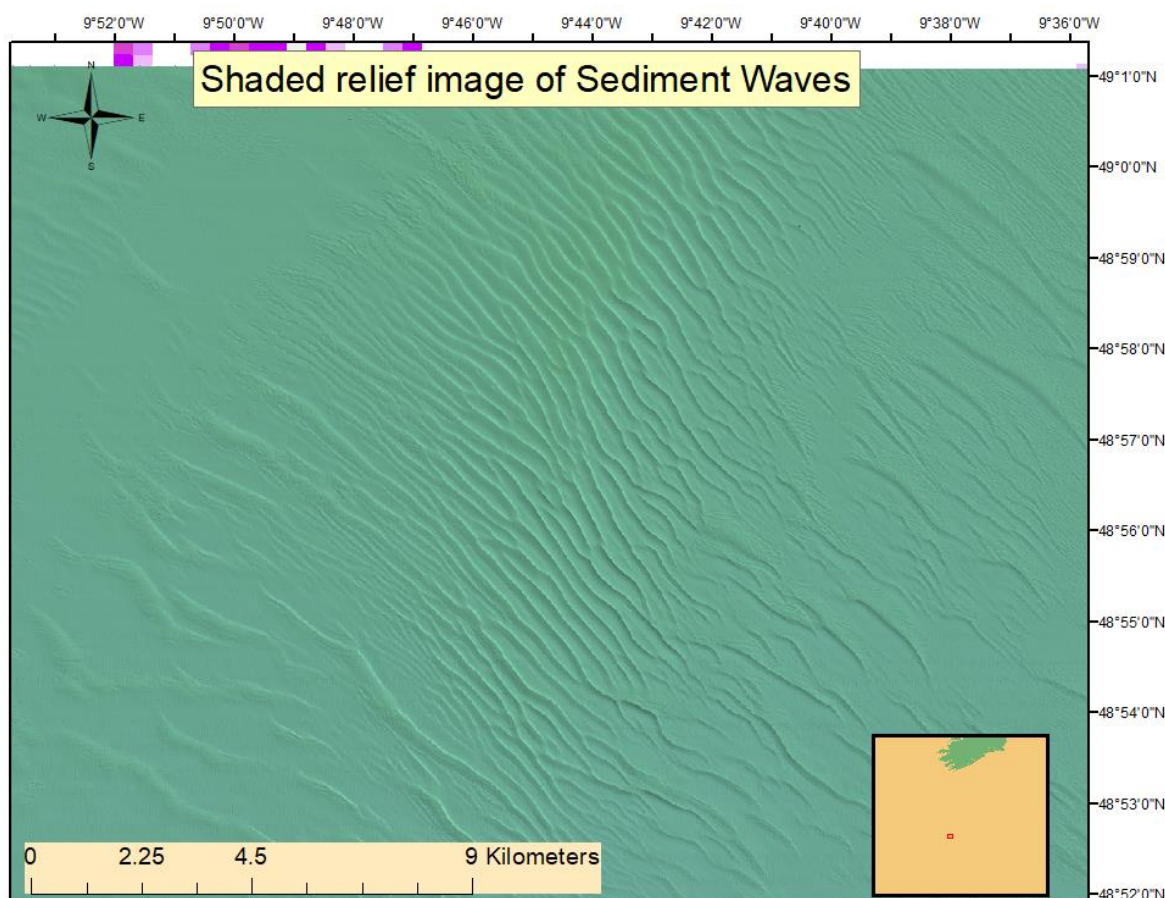 9°52'0"W 9°50'0"W 9°48'0"W 9°46'0"W 9°44'0"W 9°42'0"W 9°40'0"W 9°38'0"W 9°36'0"W
Shaded relief image of Sediment Waves
N
W E
S
49°1'0"N
49°0'0"N
48°59'0"N
48°58'0"N
48°57'0"N
48°56'0"N
48°55'0"N
48°54'0"N
48°53'0"N
48°52'0"N
0 2.25 4.5 9 Kilometers